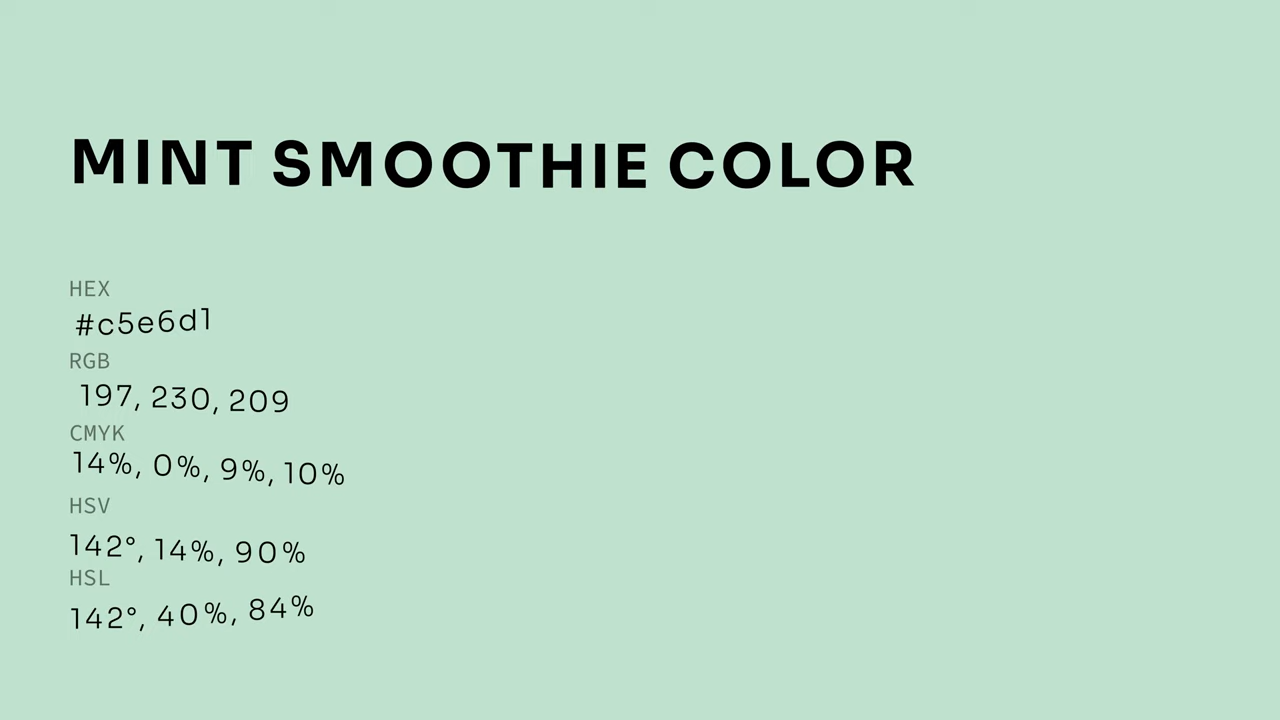 MINT SMOOTHIE COLOR
HEX
#c5e6d1
RGB
197, 230, 209
CMYK
14%, 0%, 9%, 10%
HSV
142°, 14%, 90%
HSL
142°, 40%, 84%